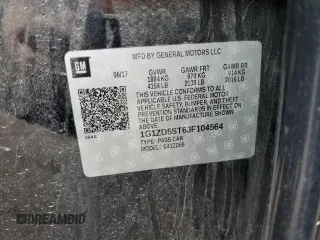 MFD BY GENERAL MOTORS LLC
GM
06/17 GVWR GAWR FRT GAWR RR
1884 KG 970 KG 914 KG
4154 LB 2138 LB 2016 LB
THIS VEHICLE CONFORMS TO ALL APPLICABLE U.S.
FEDERAL MOTOR VEHICLE SAFETY, BUMPER, AND
THEFT PREVENTION STANDARDS IN EFFECT ON
THE DATE OF MANUFACTURE SHOWN
ABOVE.
1G1ZD5ST6JF104564
TYPE: PASS CAR
MODEL:
DREAMBID